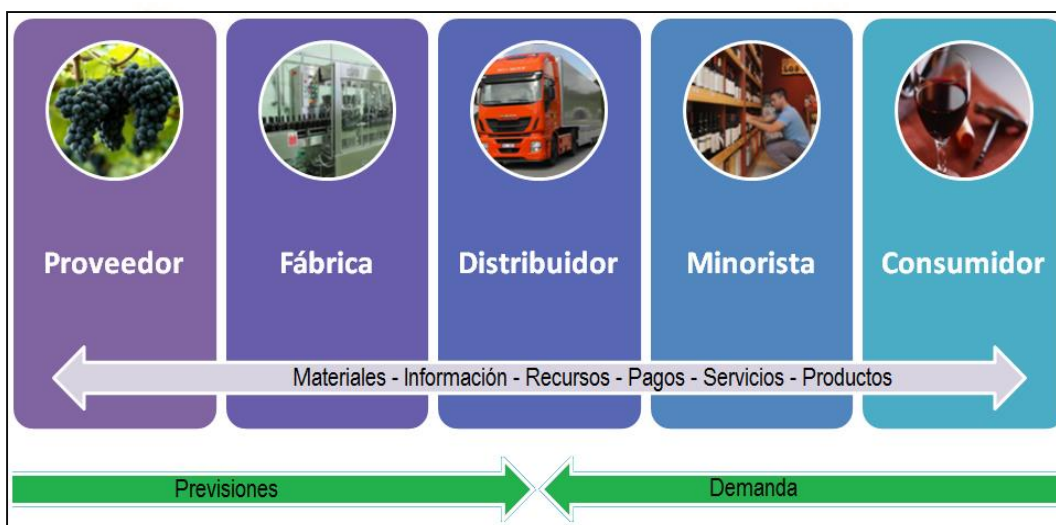 Proveedor
Fábrica
Distribuidor
Minorista
Consumidor
Materiales - Información - Recursos - Pagos - Servicios - Productos
Previsiones
Demanda